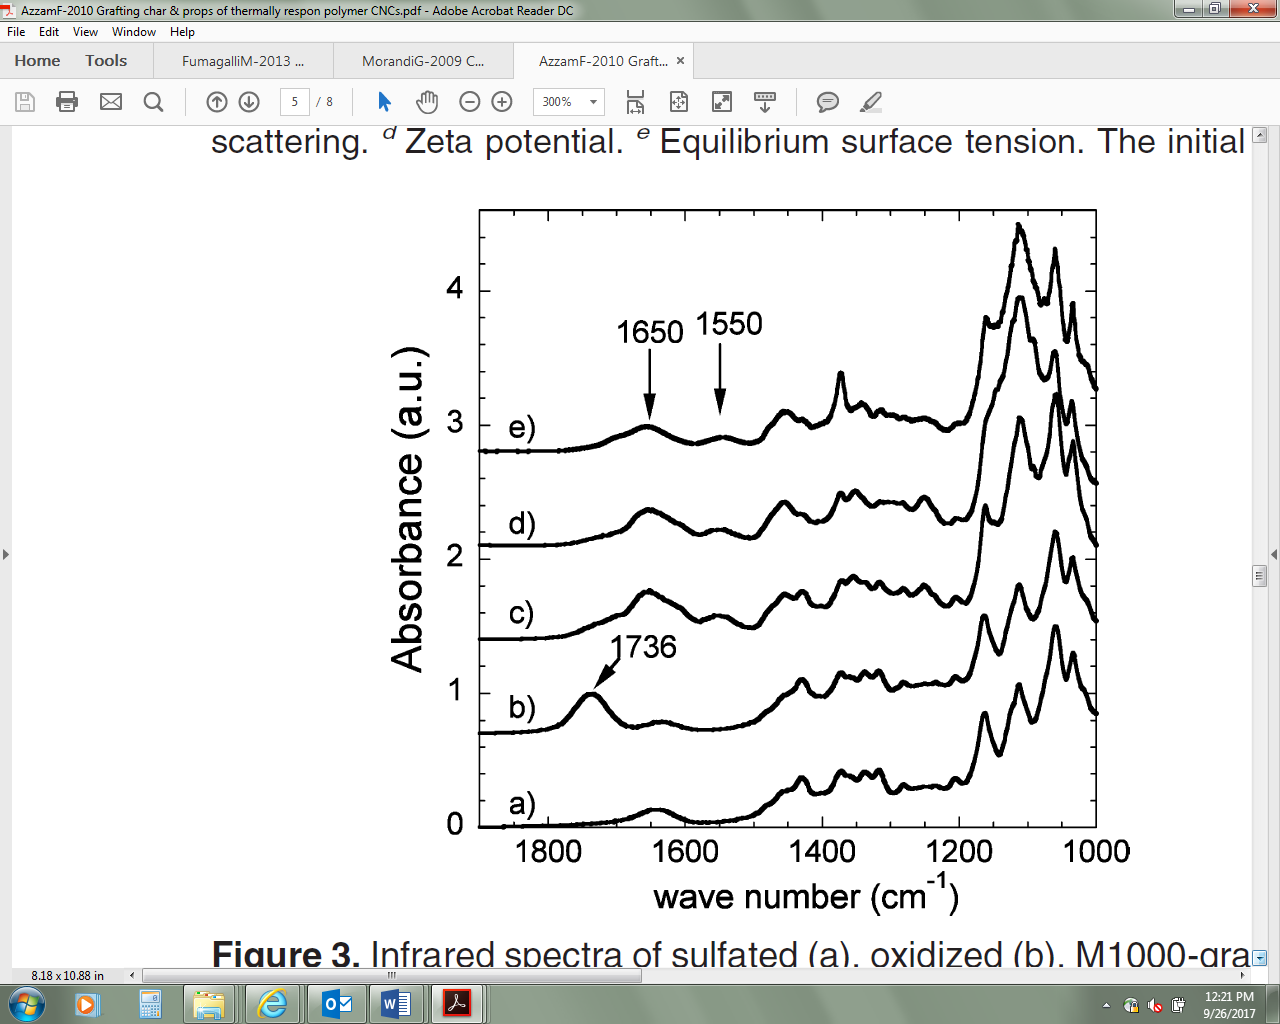 AzzamF-2010 Grafting char & props of thermally respon polymer CNCs.pdf - Adobe Acrobat Reader DC
File Edit View Window Help
Home Tools FumagalliM-2013 ... MorandiG-2009 C... AzzamF-2010 Graft... ×
5 / 8 300%
scattering. d Zeta potential. e Equilibrium surface tension. The initial
4
1650 1550
3
e)
d)
2
c)
1736
1
b)
a)
0
Absorbance (a.u.)
1800 1600 1400 1200 1000
wave number (cm-1)
Figure 3. Infrared spectra of sulfated (a), oxidized (b), M1000-gra
8.18 x 10.88 in
12:21 PM
9/26/2017